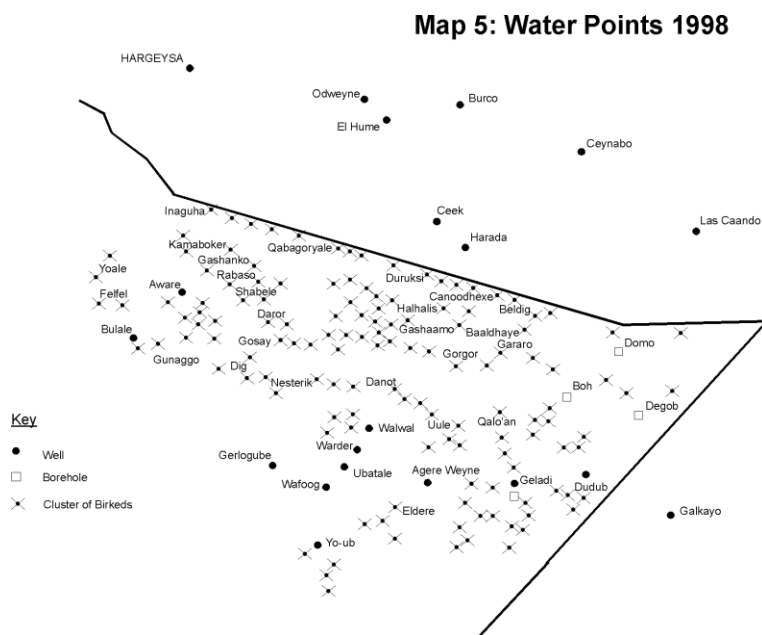 Map 5: Water Points 1998
HARGEYSA
Odweyne
Burco
El Hume
Ceynabo
Ceek
Las Caando
Inaguha
Harada
Kamaboker
Qabagoryale
Gashanko
Yoale
Rabaso
Duruksi
Aware
Shabele
Canoodhexe
Felfel
Halhalis
Beldig
Daror
Bulale
Gashaamo
Baaldhaye
Gosay
Gararo
Domo
Gunaggo
Gorgor
Dig
Nesterik
Danot
Boh
Degob
Key
Uule
Qalo'an
Walwal
Well
Warder
Gerlogube
Borehole
Ubatale
Agere Weyne
Geladi
Dudub
Wafoog
Cluster of Birkeds
Eldere
Galkayo
Yo-ub